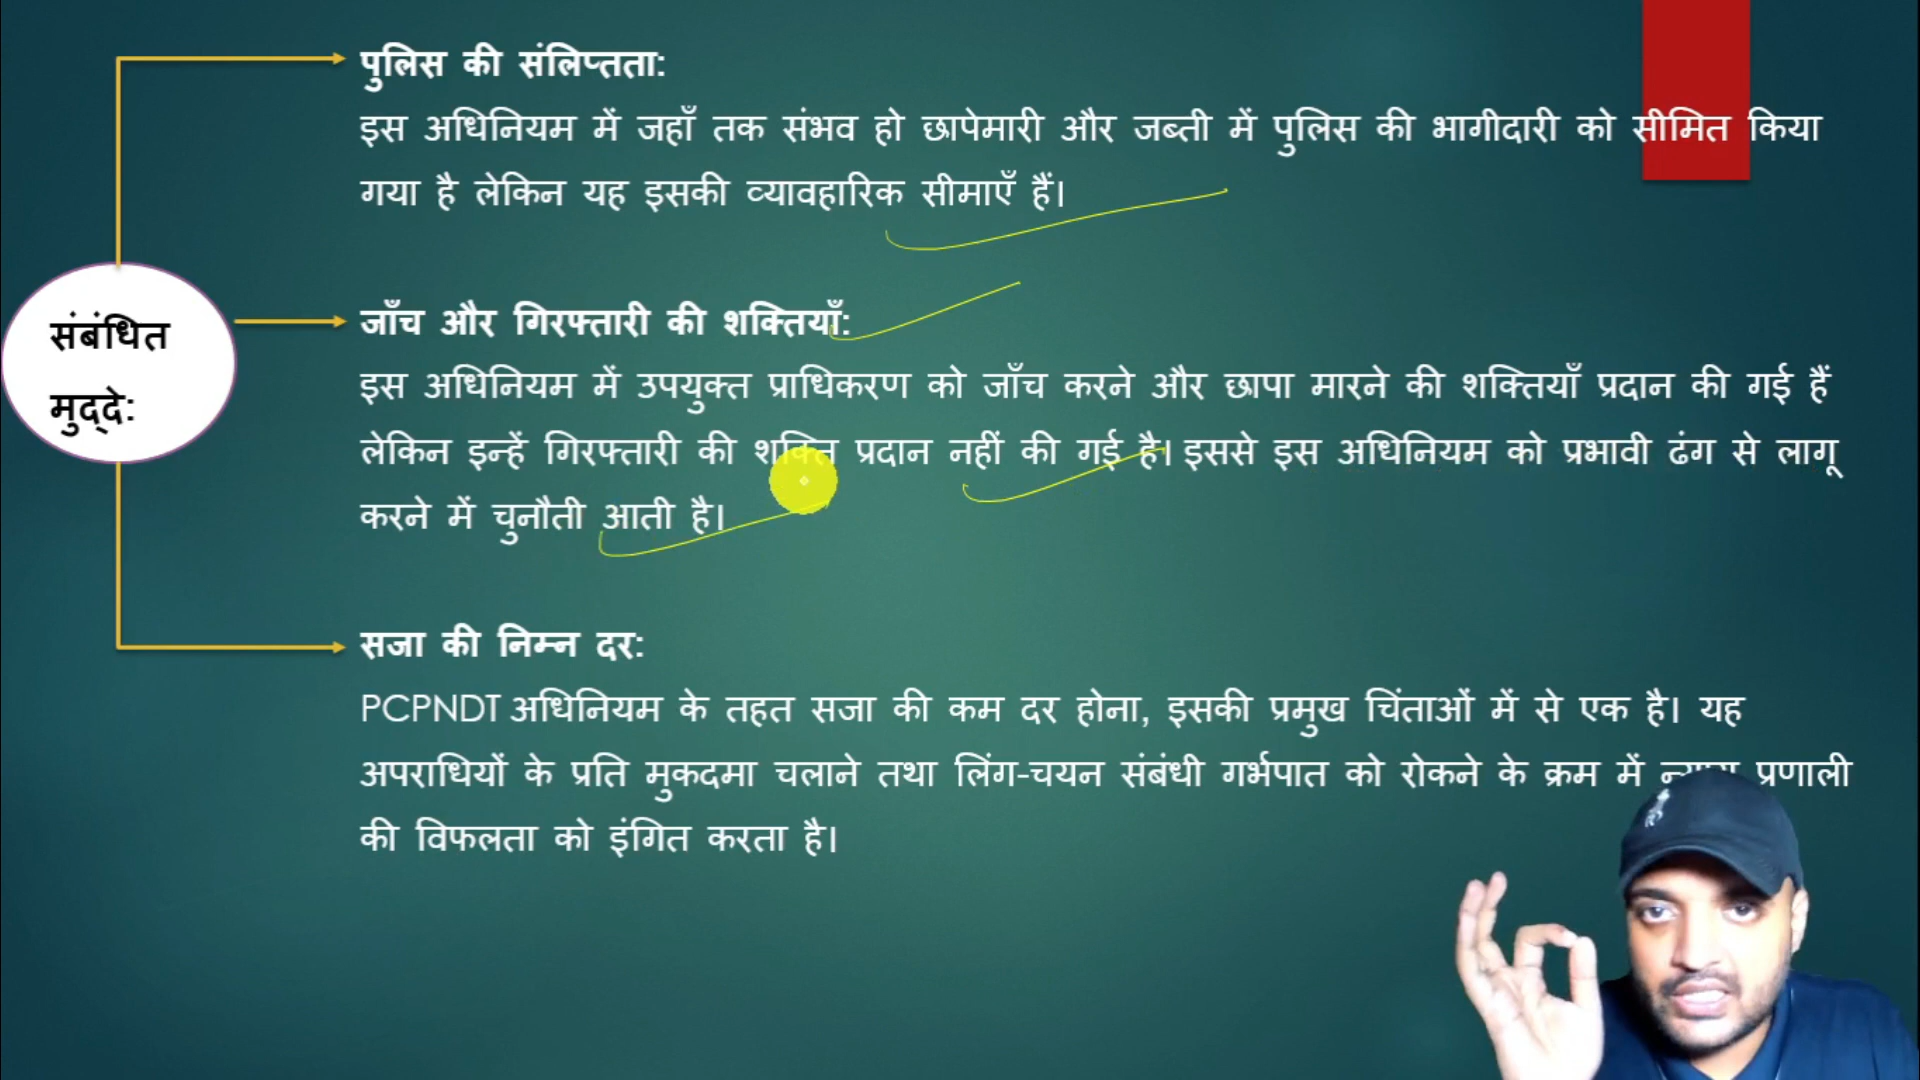 पुलिस की संलिप्तता:
इस अधिनियम में जहाँ तक संभव हो छापेमारी और जब्ती में पुलिस की भागीदारी को सीमित किया
गया है लेकिन यह इसकी व्यावहारिक सीमाएँ हैं।
संबंधित
मुद्दे:
जाँच और गिरफ्तारी की शक्तियाँ:
इस अधिनियम में उपयुक्त प्राधिकरण को जाँच करने और छापा मारने की शक्तियाँ प्रदान की गई हैं
लेकिन इन्हें गिरफ्तारी की शक्ति प्रदान नहीं की गई है। इससे इस अधिनियम को प्रभावी ढंग से लागू
करने में चुनौती आती है।
सजा की निम्न दर:
PCPNDT अधिनियम के तहत सजा की कम दर होना, इसकी प्रमुख चिंताओं में से एक है। यह
अपराधियों के प्रति मुकदमा चलाने तथा लिंग-चयन संबंधी गर्भपात को रोकने के क्रम में न्याय प्रणाली
की विफलता को इंगित करता है।